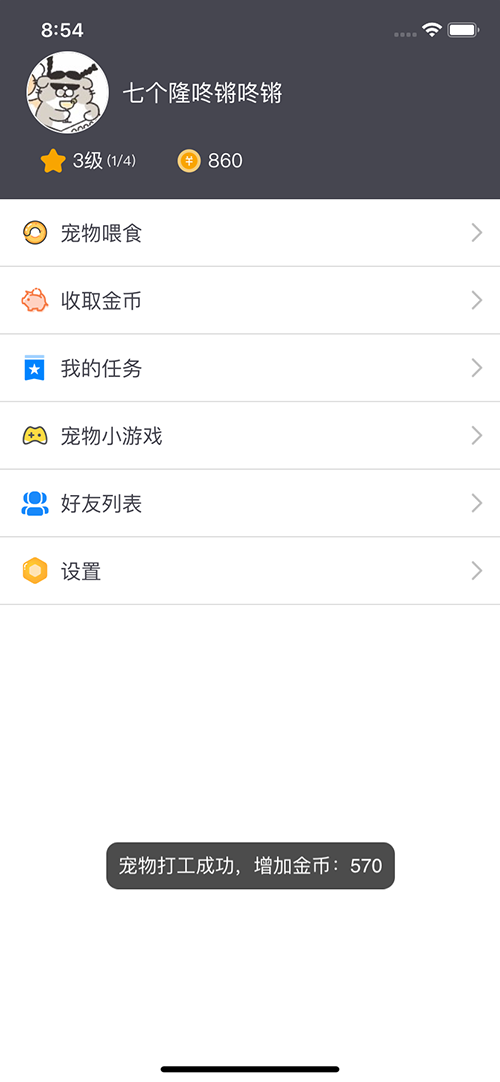 8:54
七个隆咚锵咚锵
3级(1/4) 860
宠物喂食
收取金币
我的任务
宠物小游戏
好友列表
设置
宠物打工成功，增加金币：570